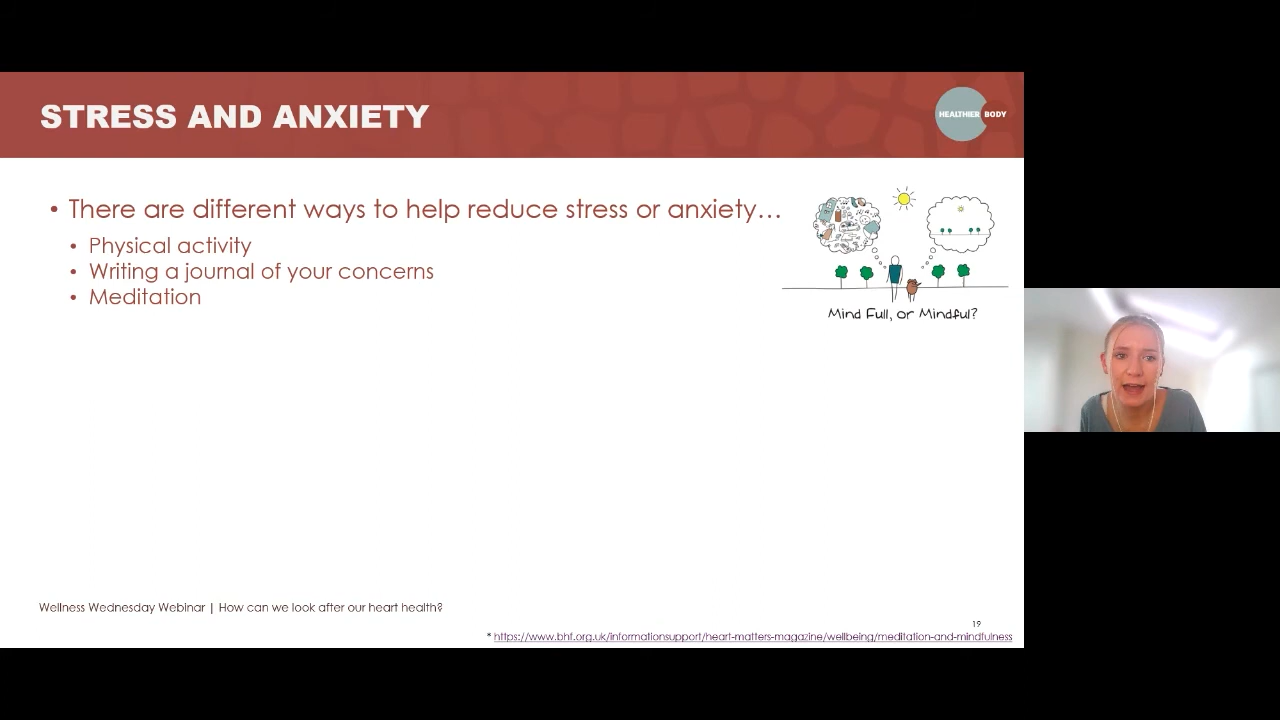 STRESS AND ANXIETY
HEALTHIER BODY
• There are different ways to help reduce stress or anxiety…
• Physical activity
• Writing a journal of your concerns
• Meditation
Mind Full, or Mindful?
Wellness Wednesday Webinar | How can we look after our heart health?
19
* https://www.bhf.org.uk/informationsupport/heart-matters-magazine/wellbeing/meditation-and-mindfulness